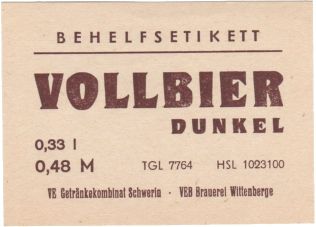 BEHELFSETIKETT
VOLLBIER
DUNKEL
0,33 l
0,48 M TGL 7764 HSL 1023100
VE Getränkekombinat Schwerin - VEB Brauerei Wittenberge